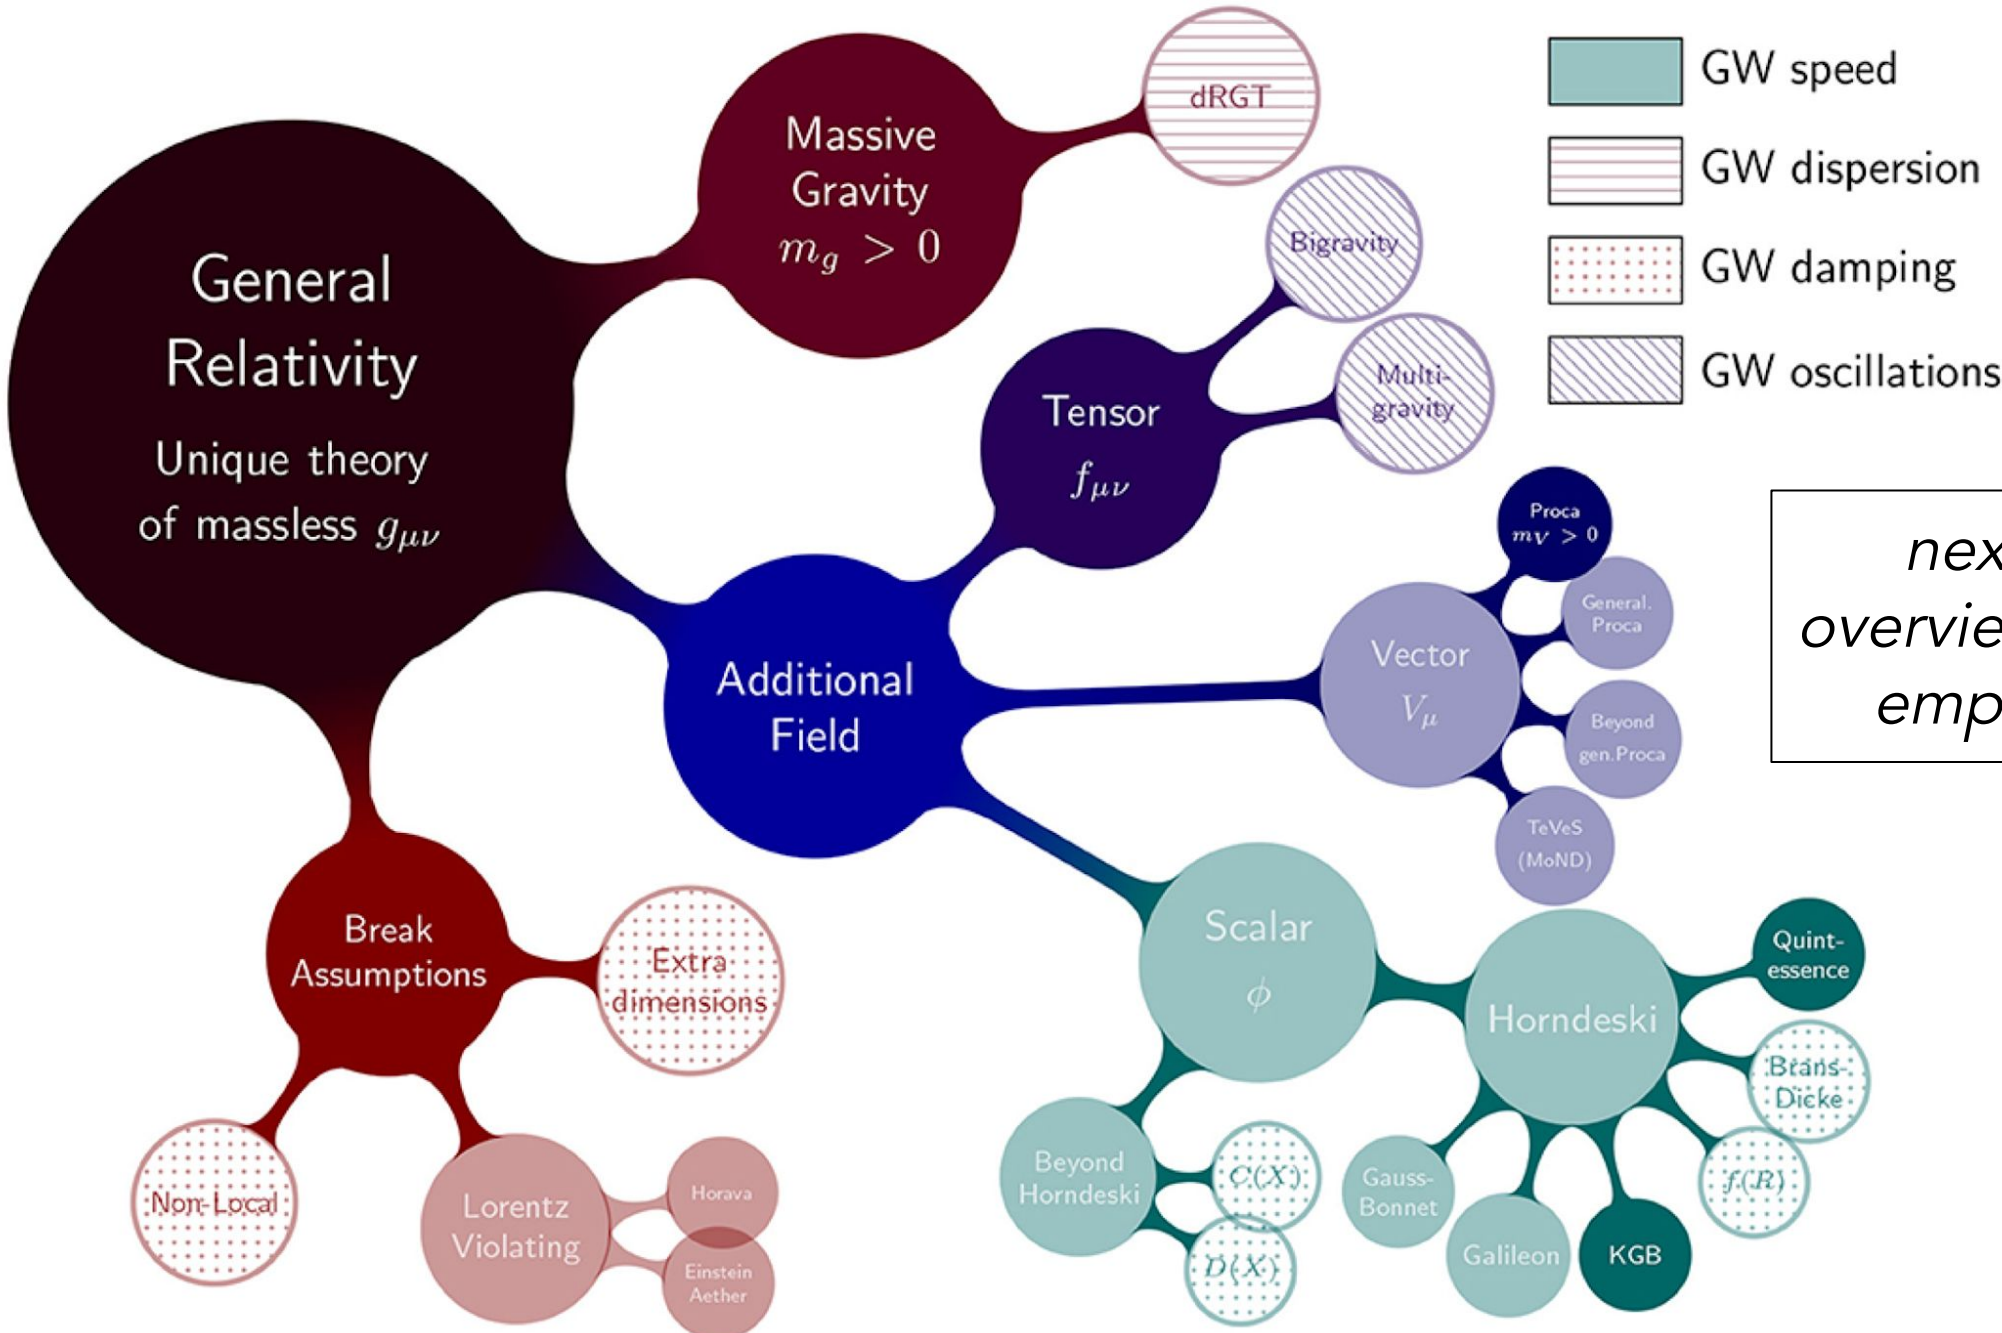 General
Relativity
Unique theory
of massless $g_{\mu\nu}$
Massive
Gravity
$m_g > 0$
dRGT
Bigravity
Multi-
gravity
Tensor
$f_{\mu\nu}$
Additional
Field
Vector
$V_\mu$
Proca
$m_V > 0$
General.
Proca
Beyond
gen.Proca
TeVeS
(MoND)
Scalar
$\phi$
Horndeski
Quint-
essence
Brans-
Dicke
f(R)
KGB
Galileon
Gauss-
Bonnet
Beyond
Horndeski
C(X)
D(X)
Break
Assumptions
Extra
dimensions
Non-Local
Lorentz
Violating
Horava
Einstein
Aether
GW speed
GW dispersion
GW damping
GW oscillations